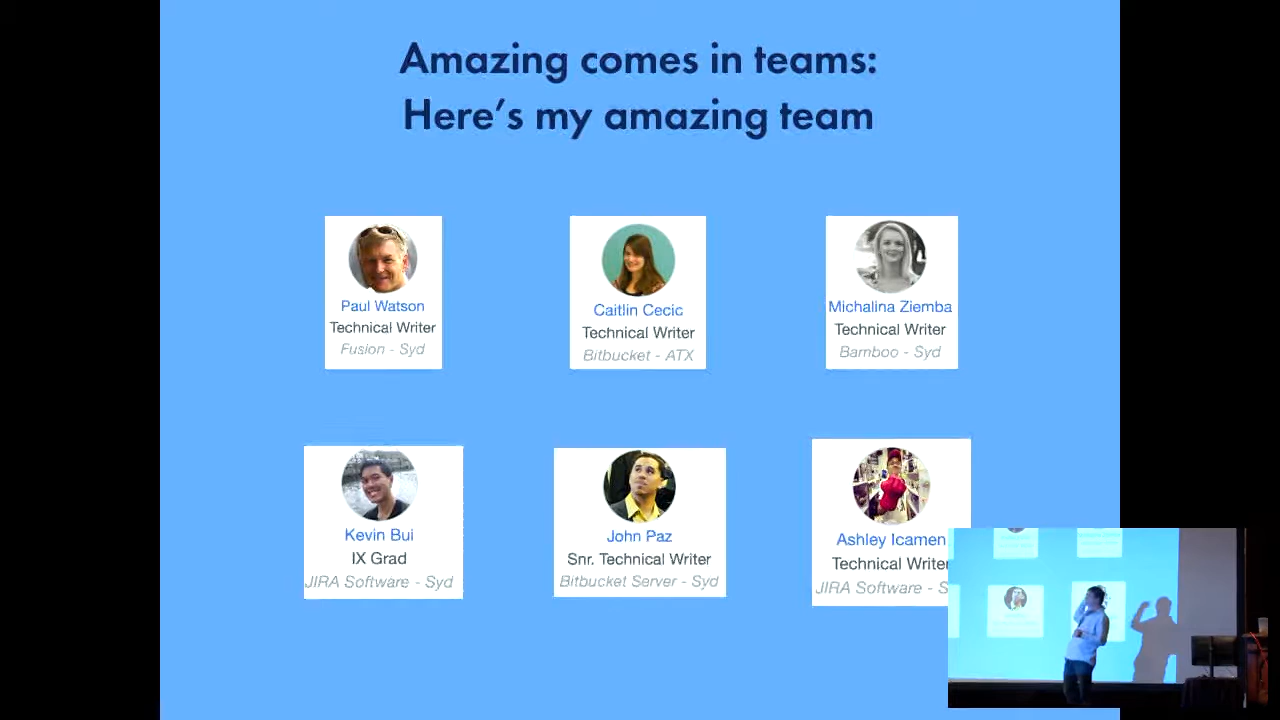 Amazing comes in teams:
Here's my amazing team
Paul Watson
Technical Writer
Fusion - Syd
Caitlin Cecic
Technical Writer
Bitbucket - ATX
Michalina Ziemba
Technical Writer
Bamboo - Syd
Kevin Bui
IX Grad
JIRA Software - Syd
John Paz
Snr. Technical Writer
Bitbucket Server - Syd
Ashley Icamen
Technical Writer
JIRA Software - S